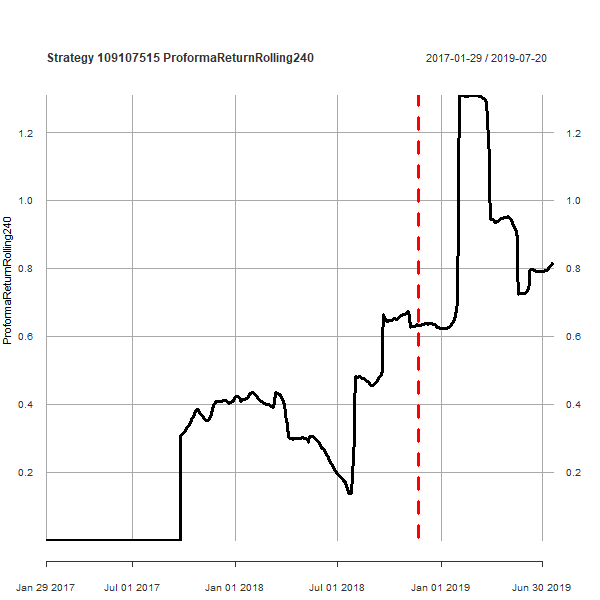 Strategy 109107515 ProformaReturnRolling240
2017-01-29 / 2019-07-20
ProformaReturnRolling240
1.2
1.0
0.8
0.6
0.4
0.2
1.2
1.0
0.8
0.6
0.4
0.2
Jan 29 2017
Jul 01 2017
Jan 01 2018
Jul 01 2018
Jan 01 2019
Jun 30 2019